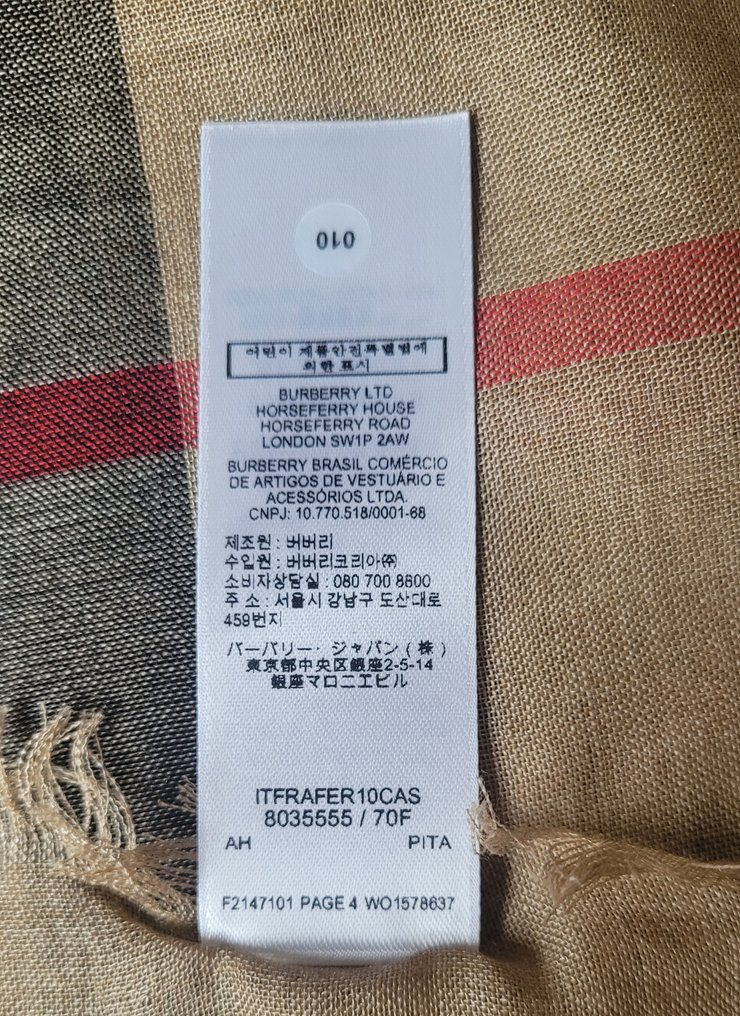 010
어린이 제품안전특별법에
의한 표시
BURBERRY LTD
HORSEFERRY HOUSE
HORSEFERRY ROAD
LONDON SW1P 2AW
BURBERRY BRASIL COMÉRCIO
DE ARTIGOS DE VESTUÁRIO E
ACESSÓRIOS LTDA.
CNPJ: 10.770.518/0001-68
제조원 : 버버리
수입원 : 버버리코리아㈜
소비자상담실 : 080 700 8800
주 소 : 서울시 강남구 도산대로
459번지
バーバリー・ジャパン ( 株 )
東京都中央区銀座2-5-14
銀座マロニエビル
ITFRAFER10CAS
8035555 / 70F
AH PITA
F2147101 PAGE 4 WO1578637